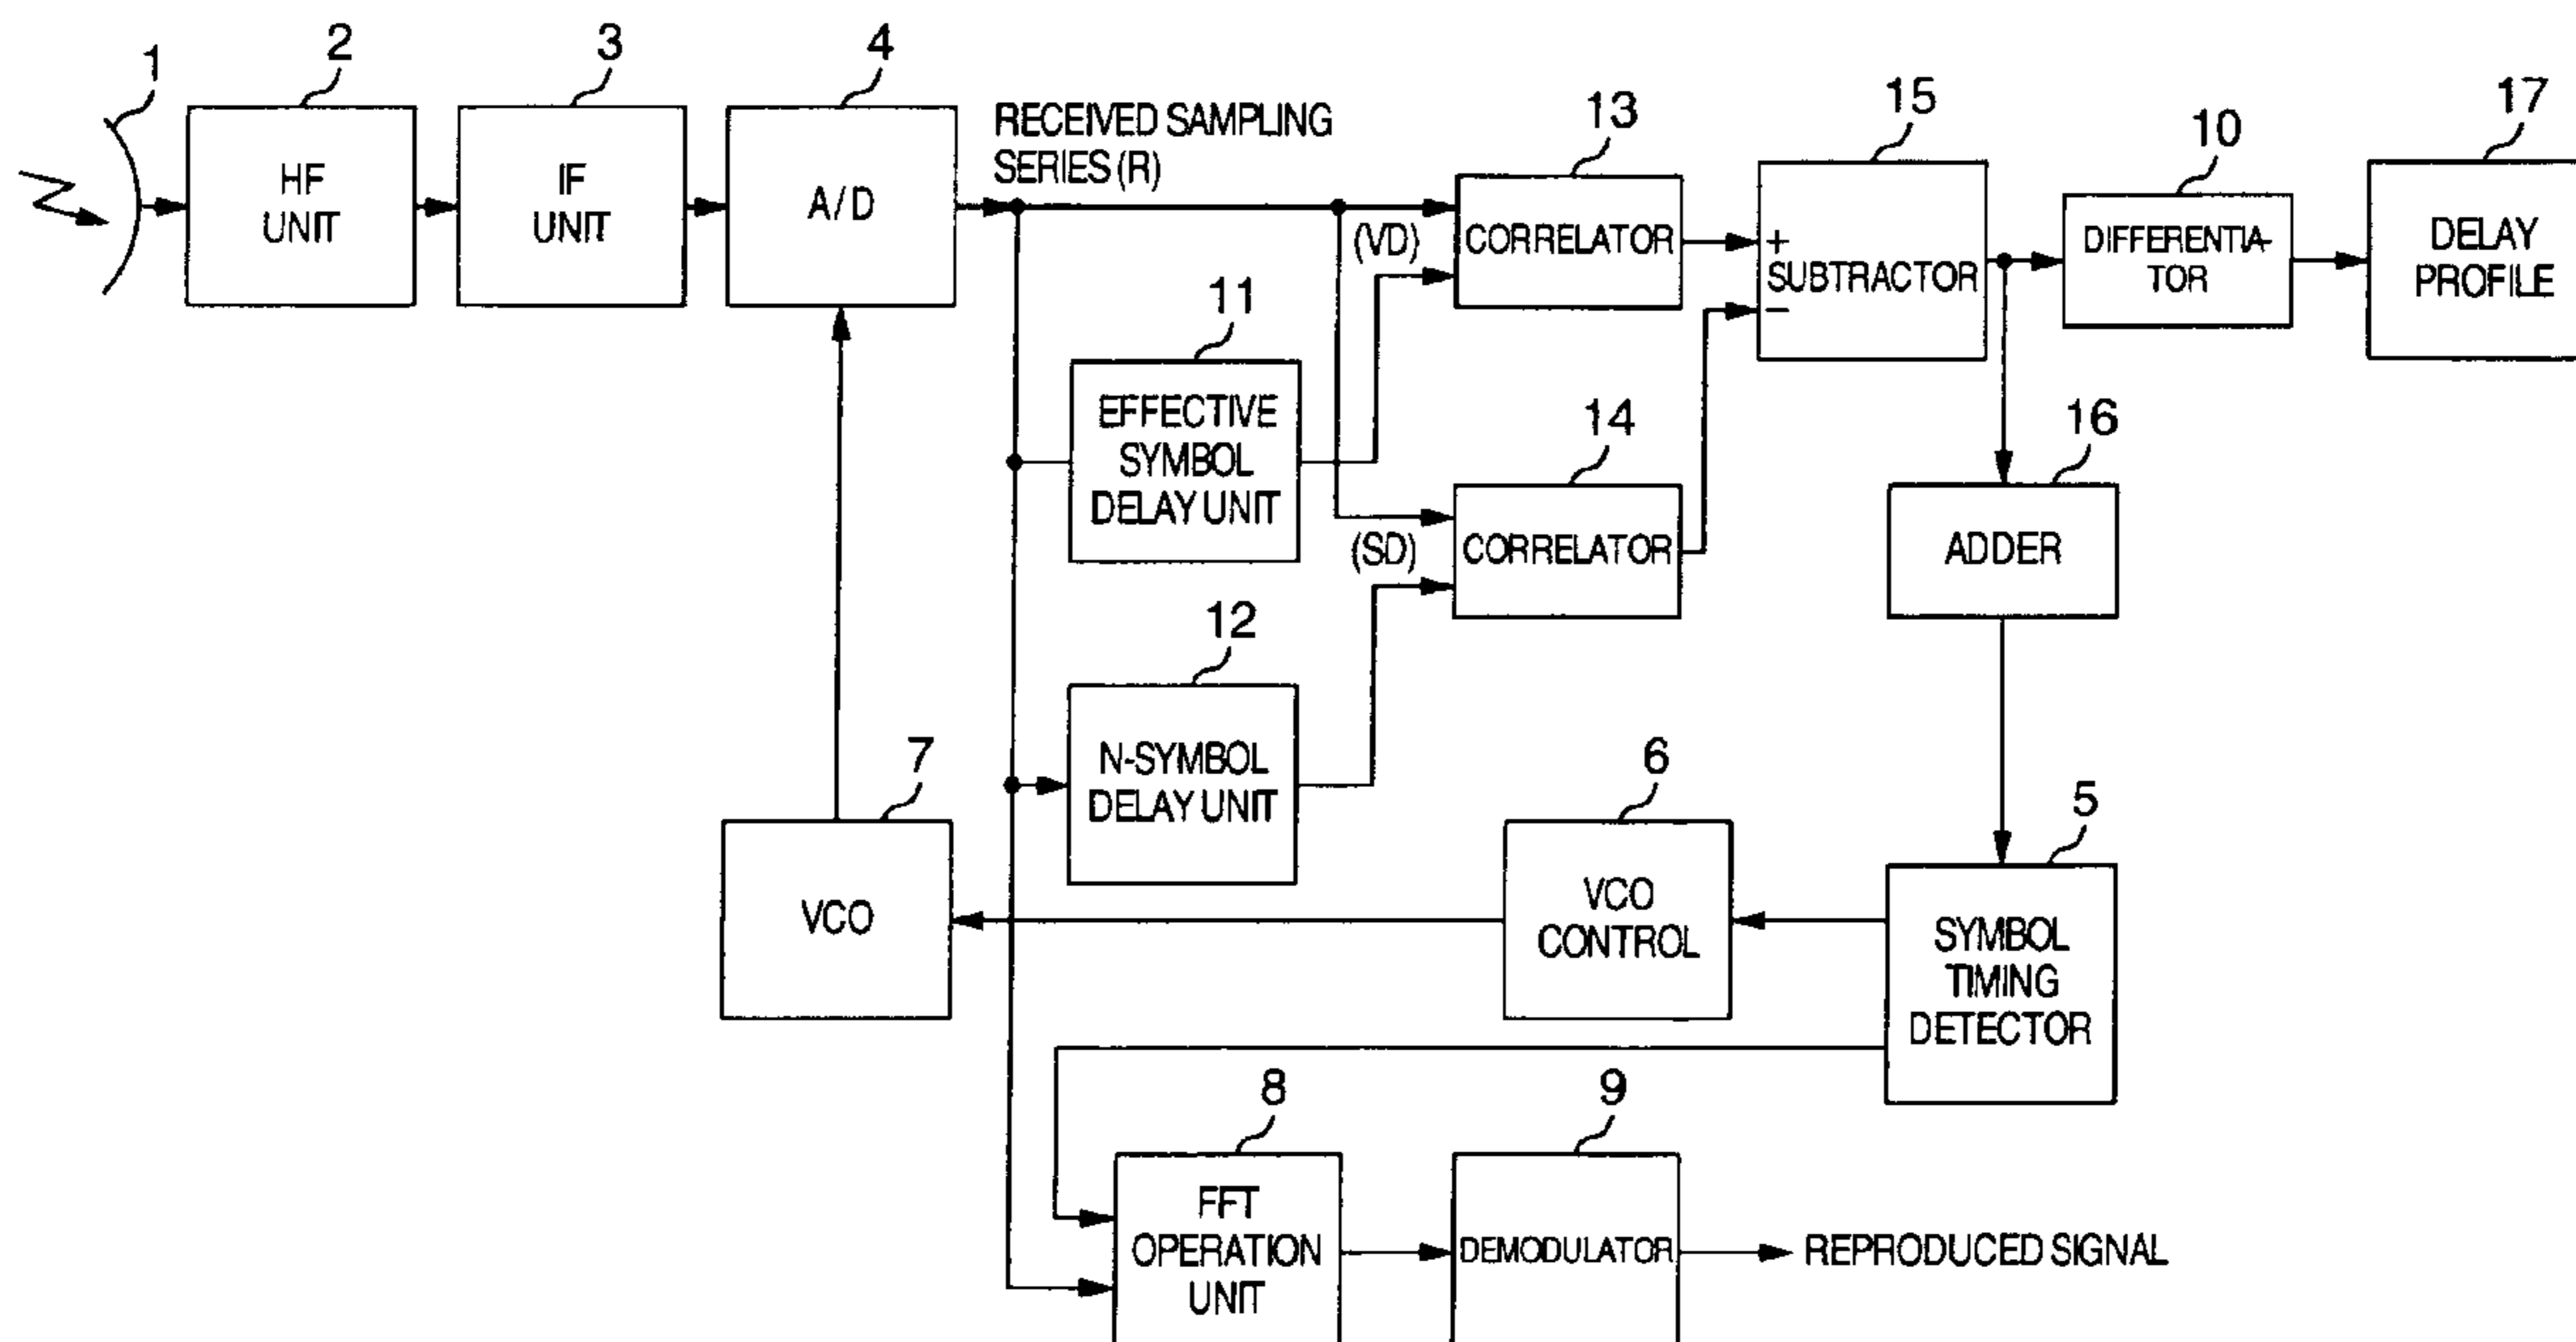 1
2
3
4
HF
UNIT
IF
UNIT
A/D
RECEIVED SAMPLING
SERIES (R)
13
15
10
17
(VD)
CORRELATOR
+
SUBTRACTOR
−
DIFFERENTIA-
TOR
DELAY
PROFILE
11
EFFECTIVE
SYMBOL
DELAY UNIT
14
(SD)
CORRELATOR
16
ADDER
12
N-SYMBOL
DELAY UNIT
7
VCO
6
VCO
CONTROL
5
SYMBOL
TIMING
DETECTOR
8
FFT
OPERATION
UNIT
9
DEMODULATOR
REPRODUCED SIGNAL